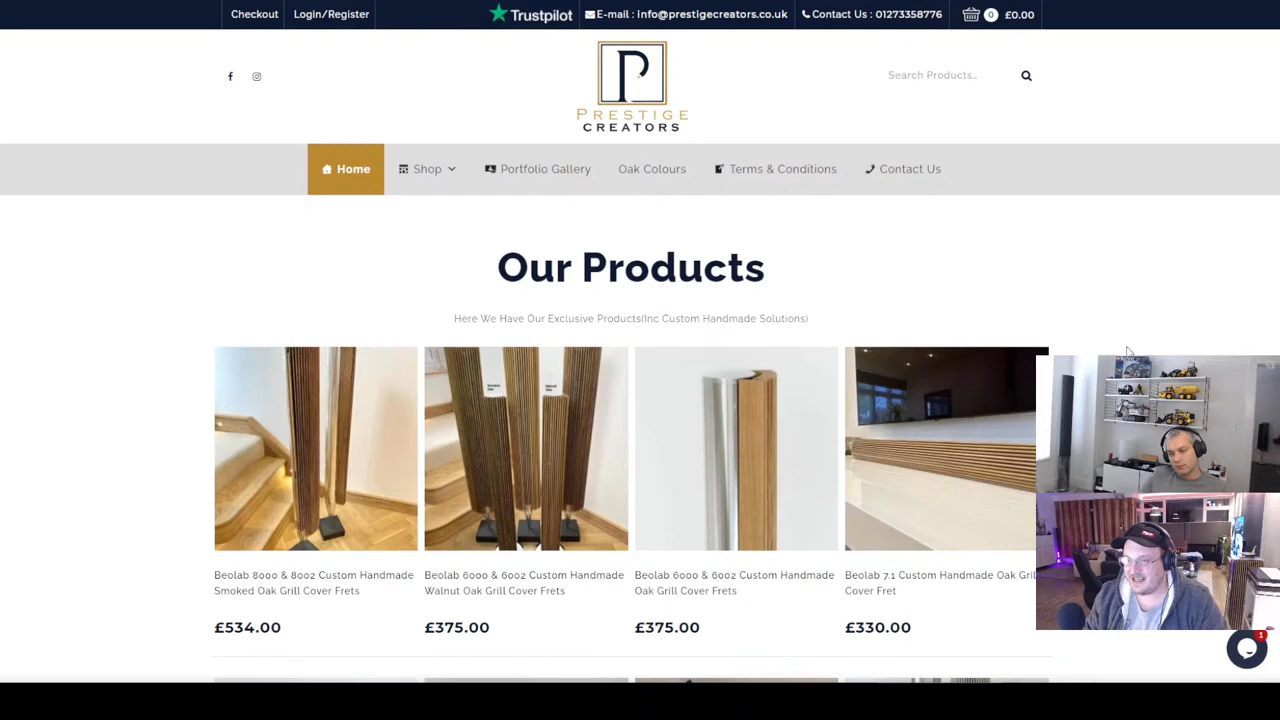 Checkout
Login/Register
Trustpilot
E-mail : info@prestigecreators.co.uk
Contact Us : 01273358776
0
£0.00
Search Products...
P
PRESTIGE
CREATORS
Home
Shop
Portfolio Gallery
Oak Colours
Terms & Conditions
Contact Us
Our Products
Here We Have Our Exclusive Products(Inc Custom Handmade Solutions)
Beolab 8000 & 8002 Custom Handmade
Smoked Oak Grill Cover Frets
£534.00
Beolab 6000 & 6002 Custom Handmade
Walnut Oak Grill Cover Frets
£375.00
Beolab 6000 & 6002 Custom Handmade
Oak Grill Cover Frets
£375.00
Beolab 7.1 Custom Handmade Oak Gril
Cover Fret
£330.00
1